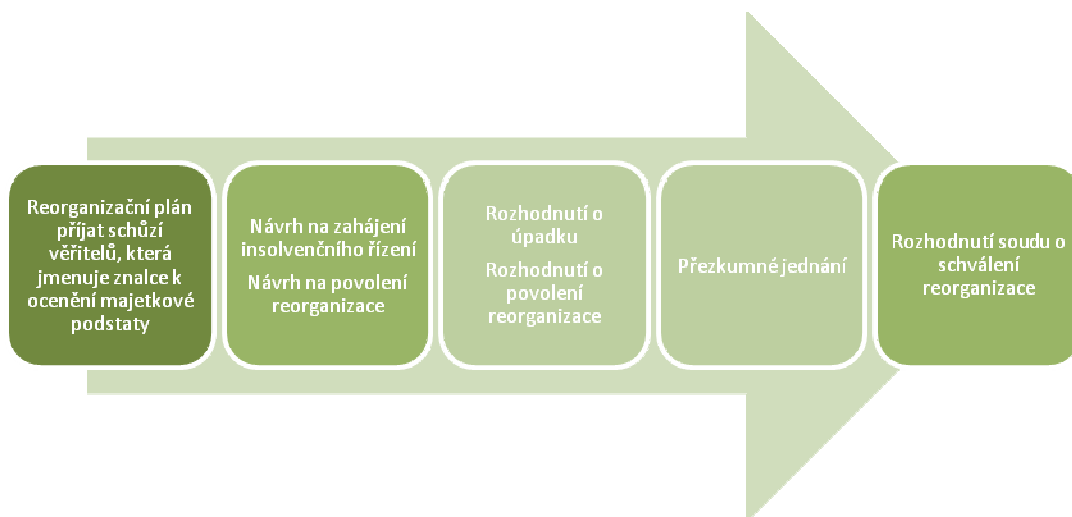 Reorganizační plán
příjat schůzí
věřitelů, která
jmenuje znalce k
ocenění majetkové
podstaty
Návrh na zahájení
insolvenčního řízení
Návrh na povolení
reorganizace
Rozhodnutí o
úpadku
Rozhodnutí o
povolení
reorganizace
Přezkumné jednání
Rozhodnutí soudu o
schválení
reorganizace